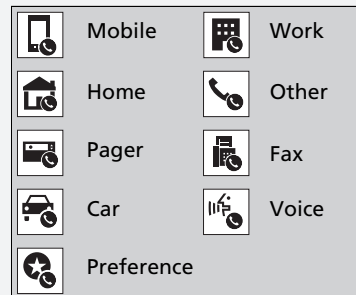 Mobile
Work
Home
Other
Pager
Fax
Car
Voice
Preference